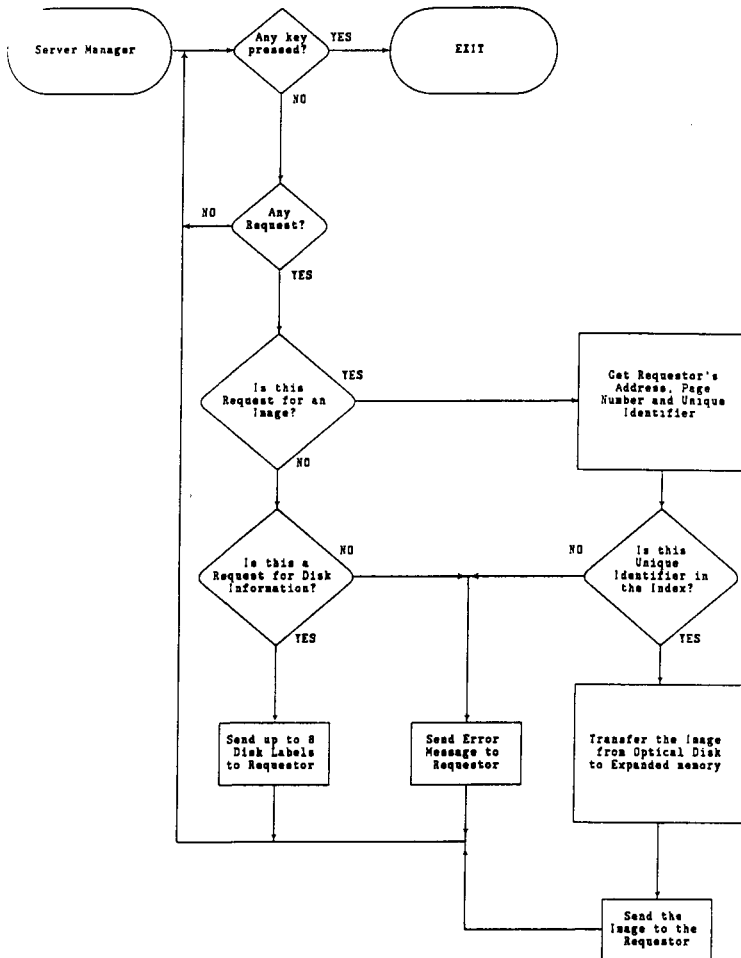 Server Manager
Any key
pressed?
YES
EXIT
NO
NO
Any
Request?
YES
Is this
Request for an
Image?
YES
Get Requestor's
Address, Page
Number and Unique
Identifier
NO
Is this a
Request for Disk
Information?
NO
NO
Is this
Unique
Identifier in
the Index?
YES
YES
Send up to 8
Disk Labels
to Requestor
Send Error
Message to
Requestor
Transfer the Image
from Optical Disk
to Expanded memory
Send the
Image to the
Requestor